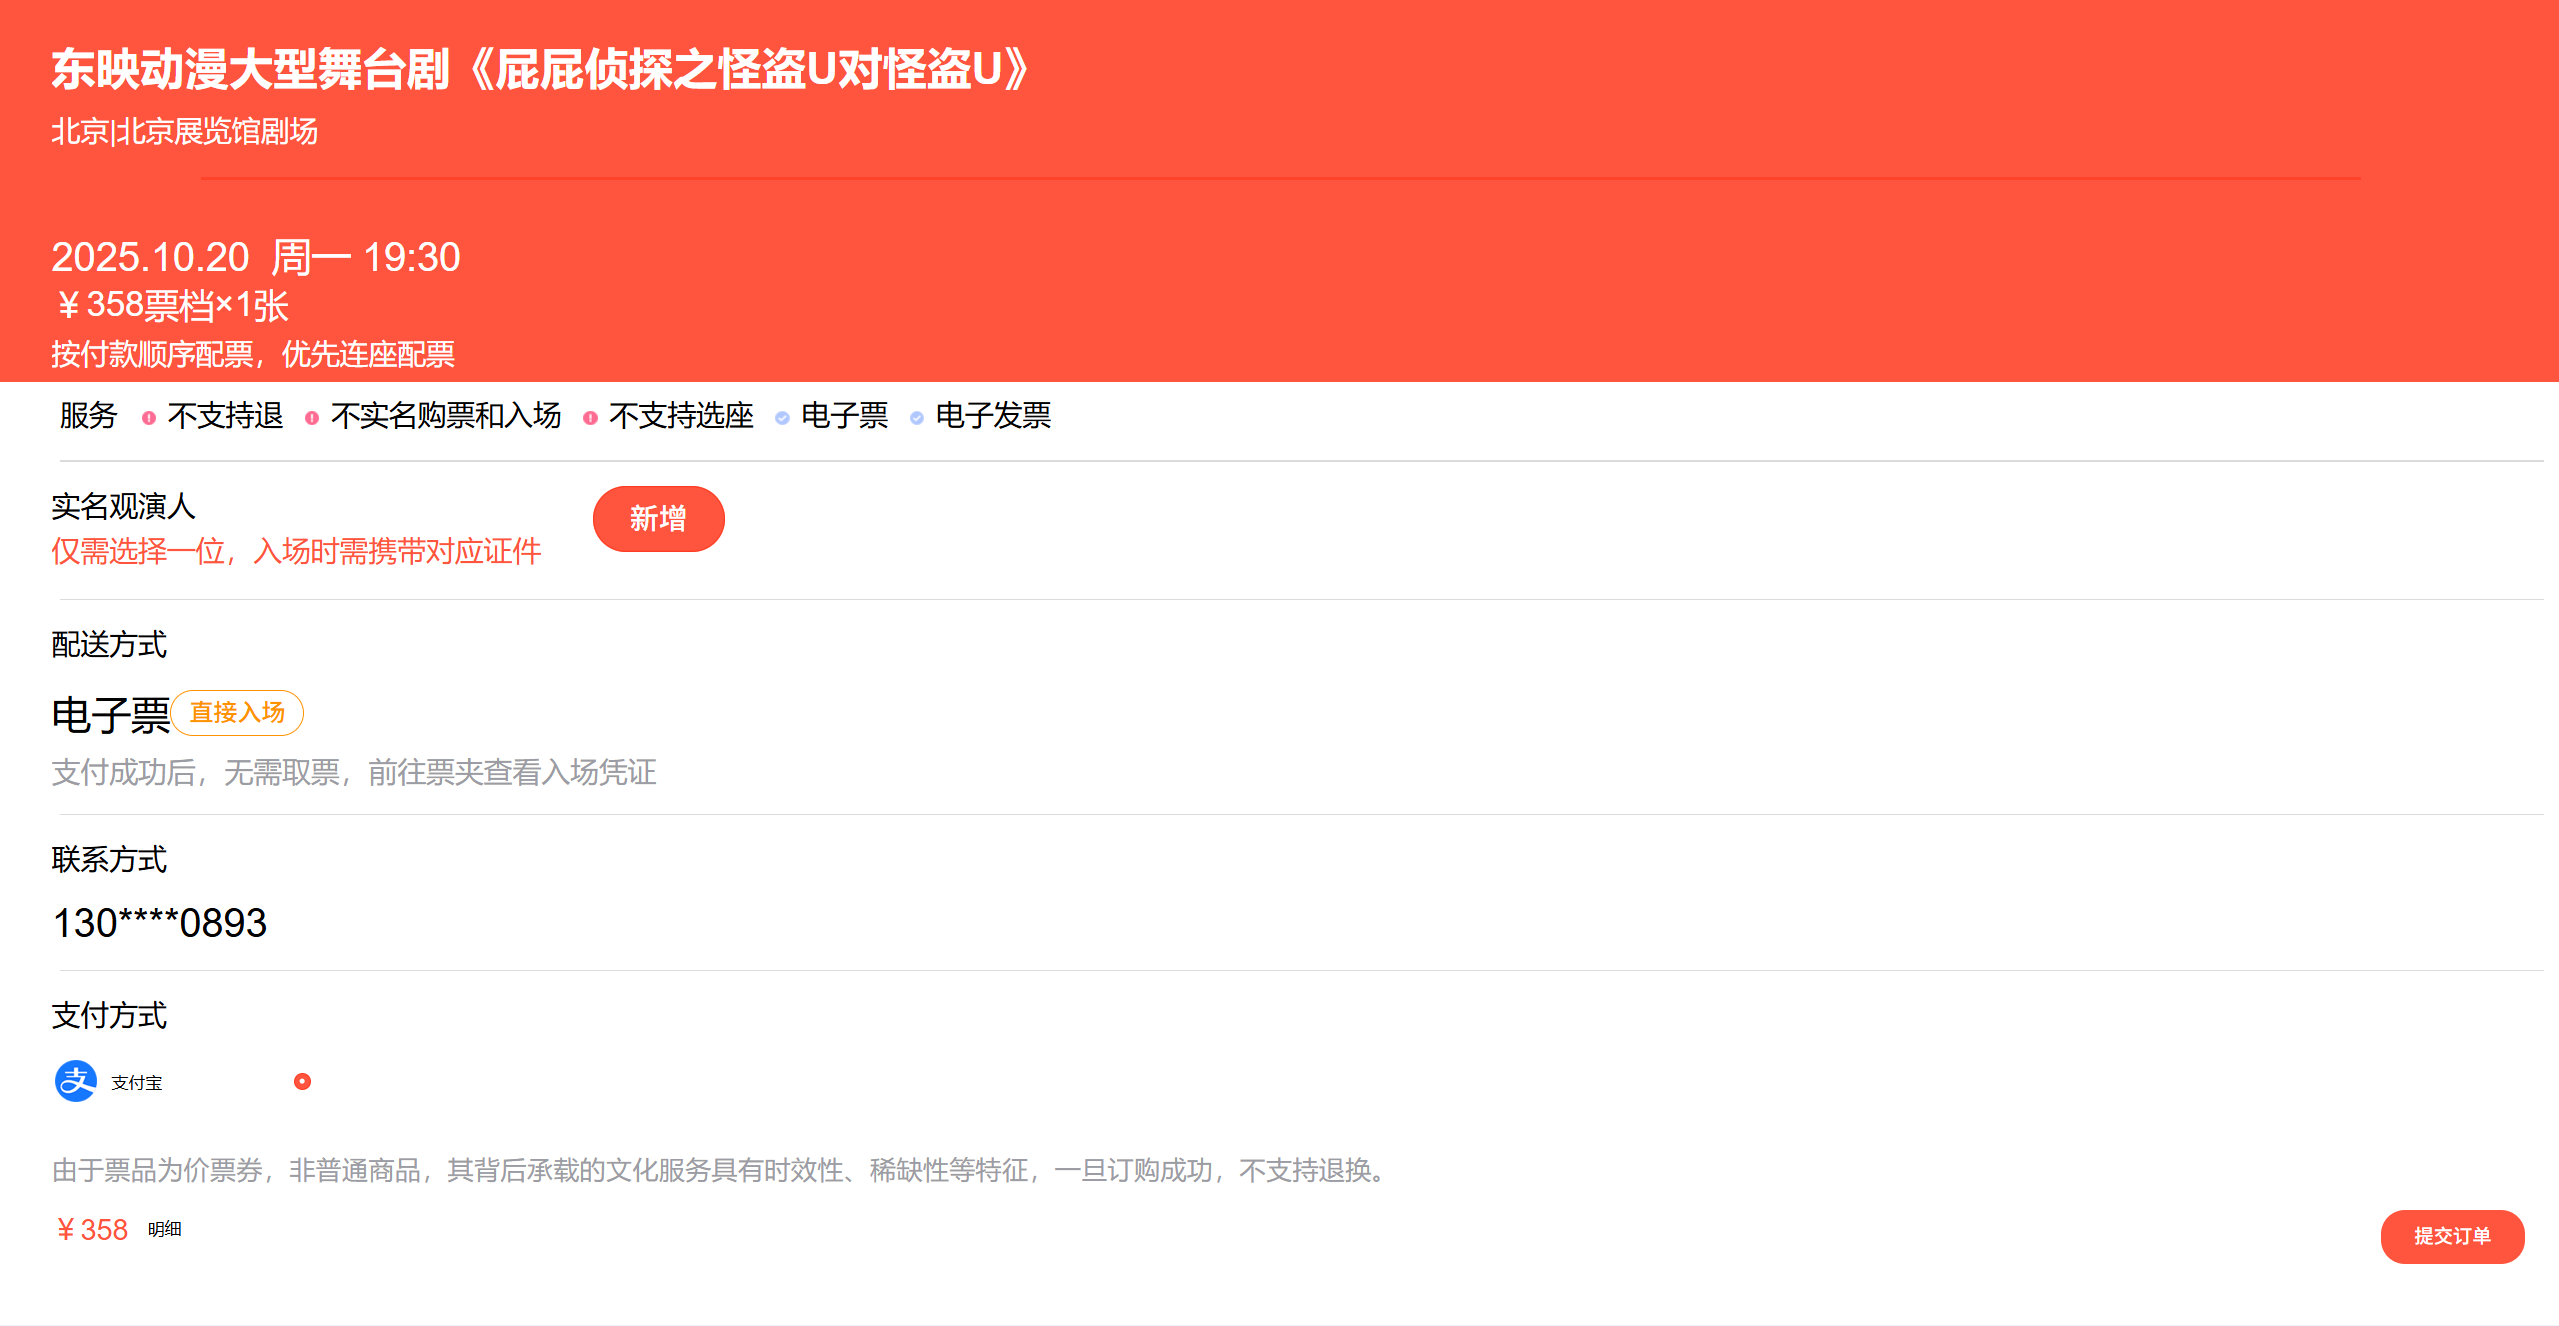 东映动漫大型舞台剧《屁屁侦探之怪盗U对怪盗U》
北京|北京展览馆剧场
2025.10.20 周一 19:30
￥358票档×1张
按付款顺序配票，优先连座配票
服务 不支持退 不实名购票和入场 不支持选座 电子票 电子发票
实名观演人
新增
仅需选择一位，入场时需携带对应证件
配送方式
电子票 直接入场
支付成功后，无需取票，前往票夹查看入场凭证
联系方式
130****0893
支付方式
支 支付宝
由于票品为价票券，非普通商品，其背后承载的文化服务具有时效性、稀缺性等特征，一旦订购成功，不支持退换。
￥358 明细
提交订单